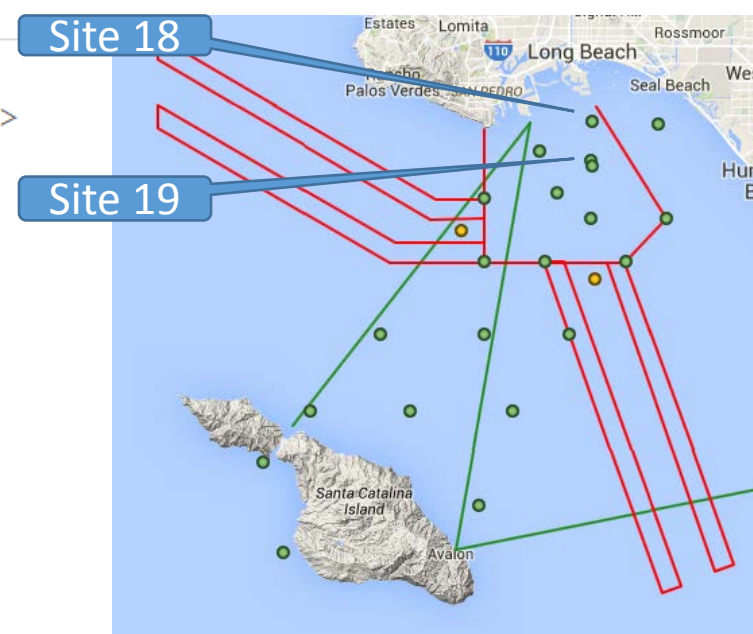 Site 18
Estates
Lomita
Rossmoor
110
Long Beach
Rancho
Palos Verdes
SAN PEDRO
Seal Beach
>
Site 19
Santa Catalina
Island
Avalon